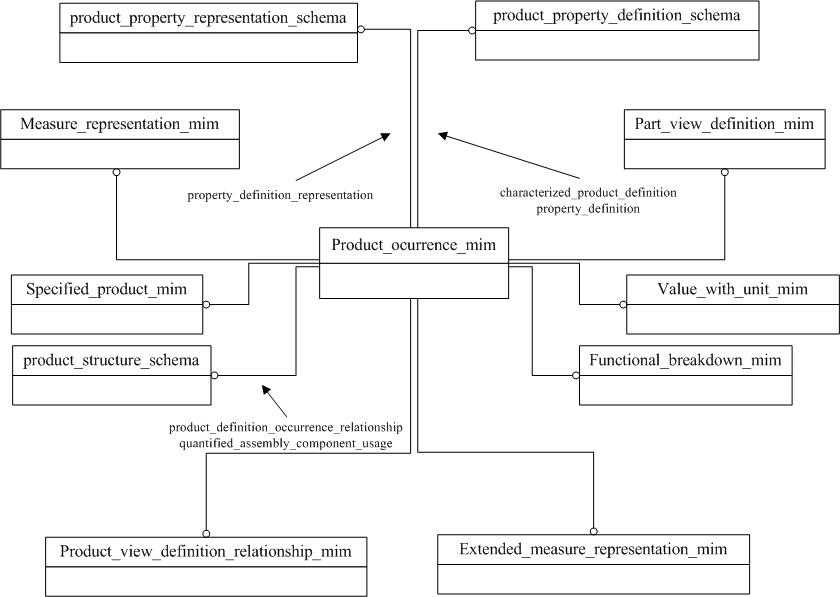 product_property_representation_schema
product_property_definition_schema
Measure_representation_mim
Part_view_definition_mim
property_definition_representation
characterized_product_definition
property_definition
Product_ocurrence_mim
Specified_product_mim
Value_with_unit_mim
product_structure_schema
Functional_breakdown_mim
product_definition_occurrence_relationship
quantified_assembly_component_usage
Product_view_definition_relationship_mim
Extended_measure_representation_mim